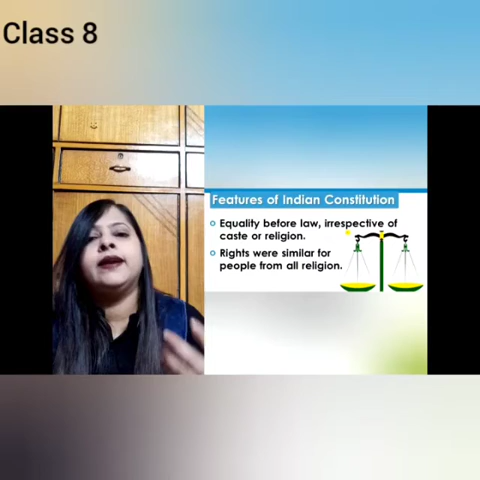 Class 8
Features of Indian Constitution
Equality before law, irrespective of
caste or religion.
Rights were similar for
people from all religion.